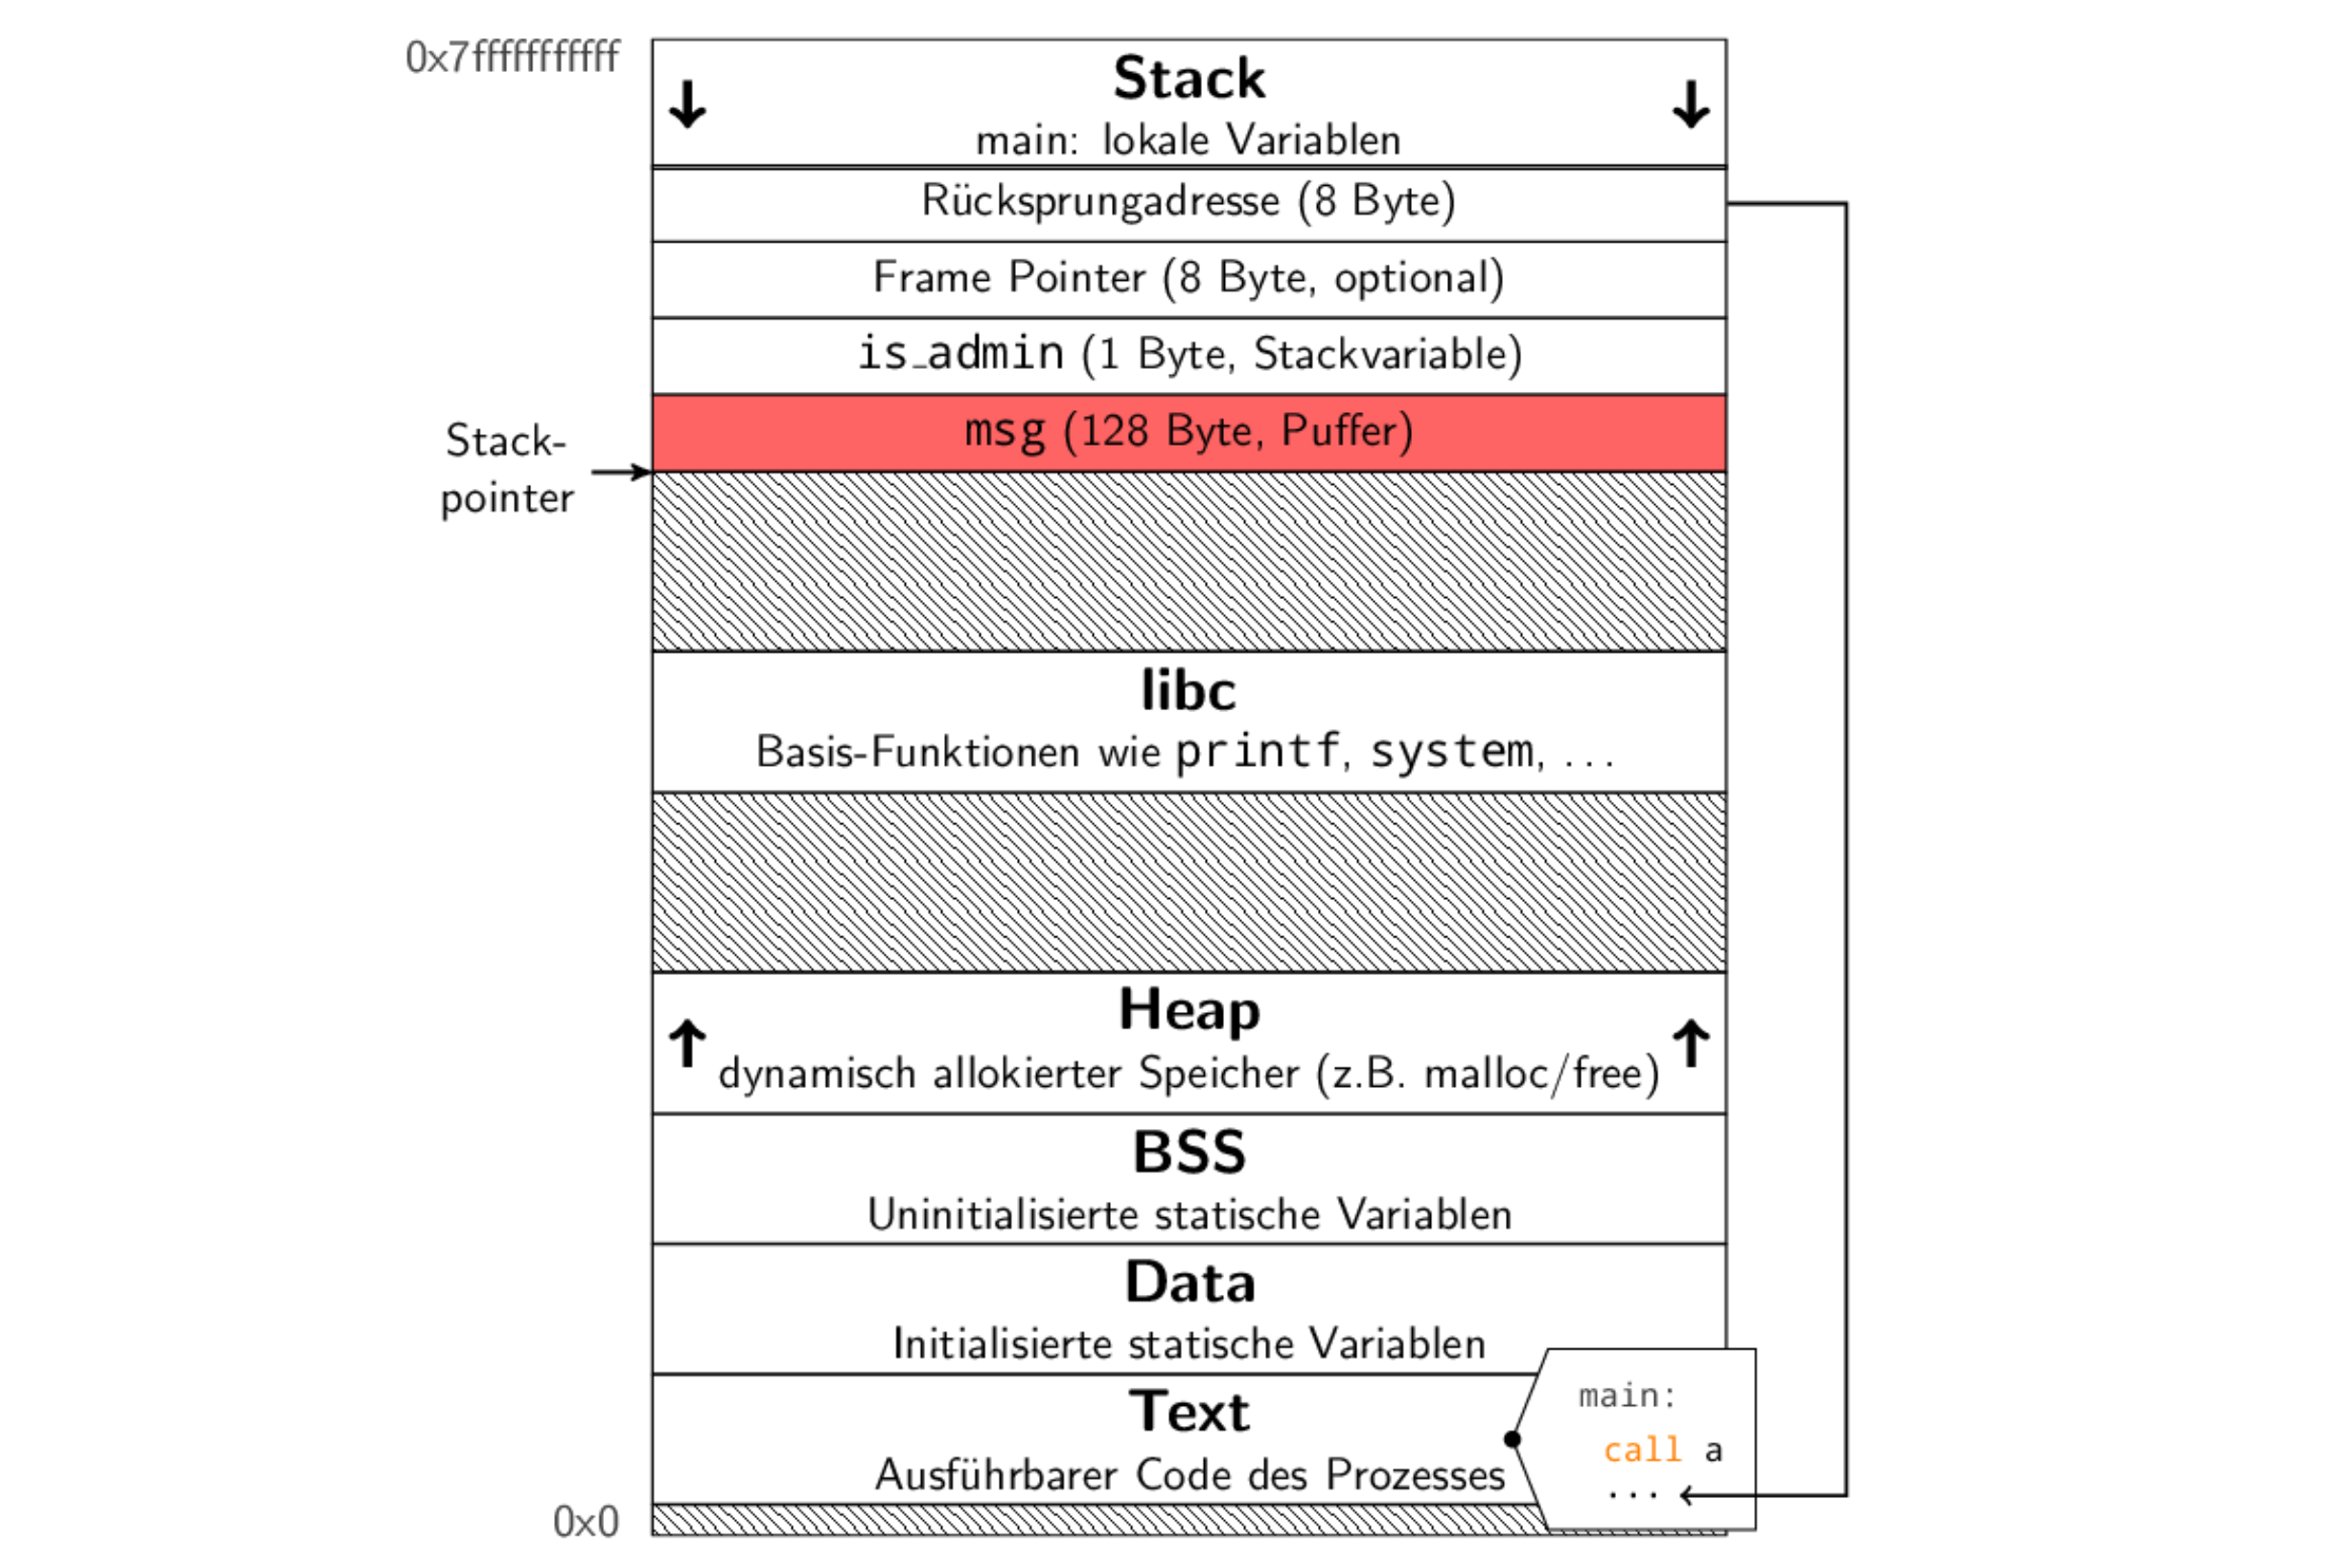 0x7fffffffffff
Stack
main: lokale Variablen
Rücksprungadresse (8 Byte)
Frame Pointer (8 Byte, optional)
is_admin (1 Byte, Stackvariable)
msg (128 Byte, Puffer)
Stack-
pointer
libc
Basis-Funktionen wie printf, system, ...
Heap
dynamisch allokierter Speicher (z.B. malloc/free)
BSS
Uninitialisierte statische Variablen
Data
Initialisierte statische Variablen
Text
Ausführbarer Code des Prozesses
main:
call a
...
0x0